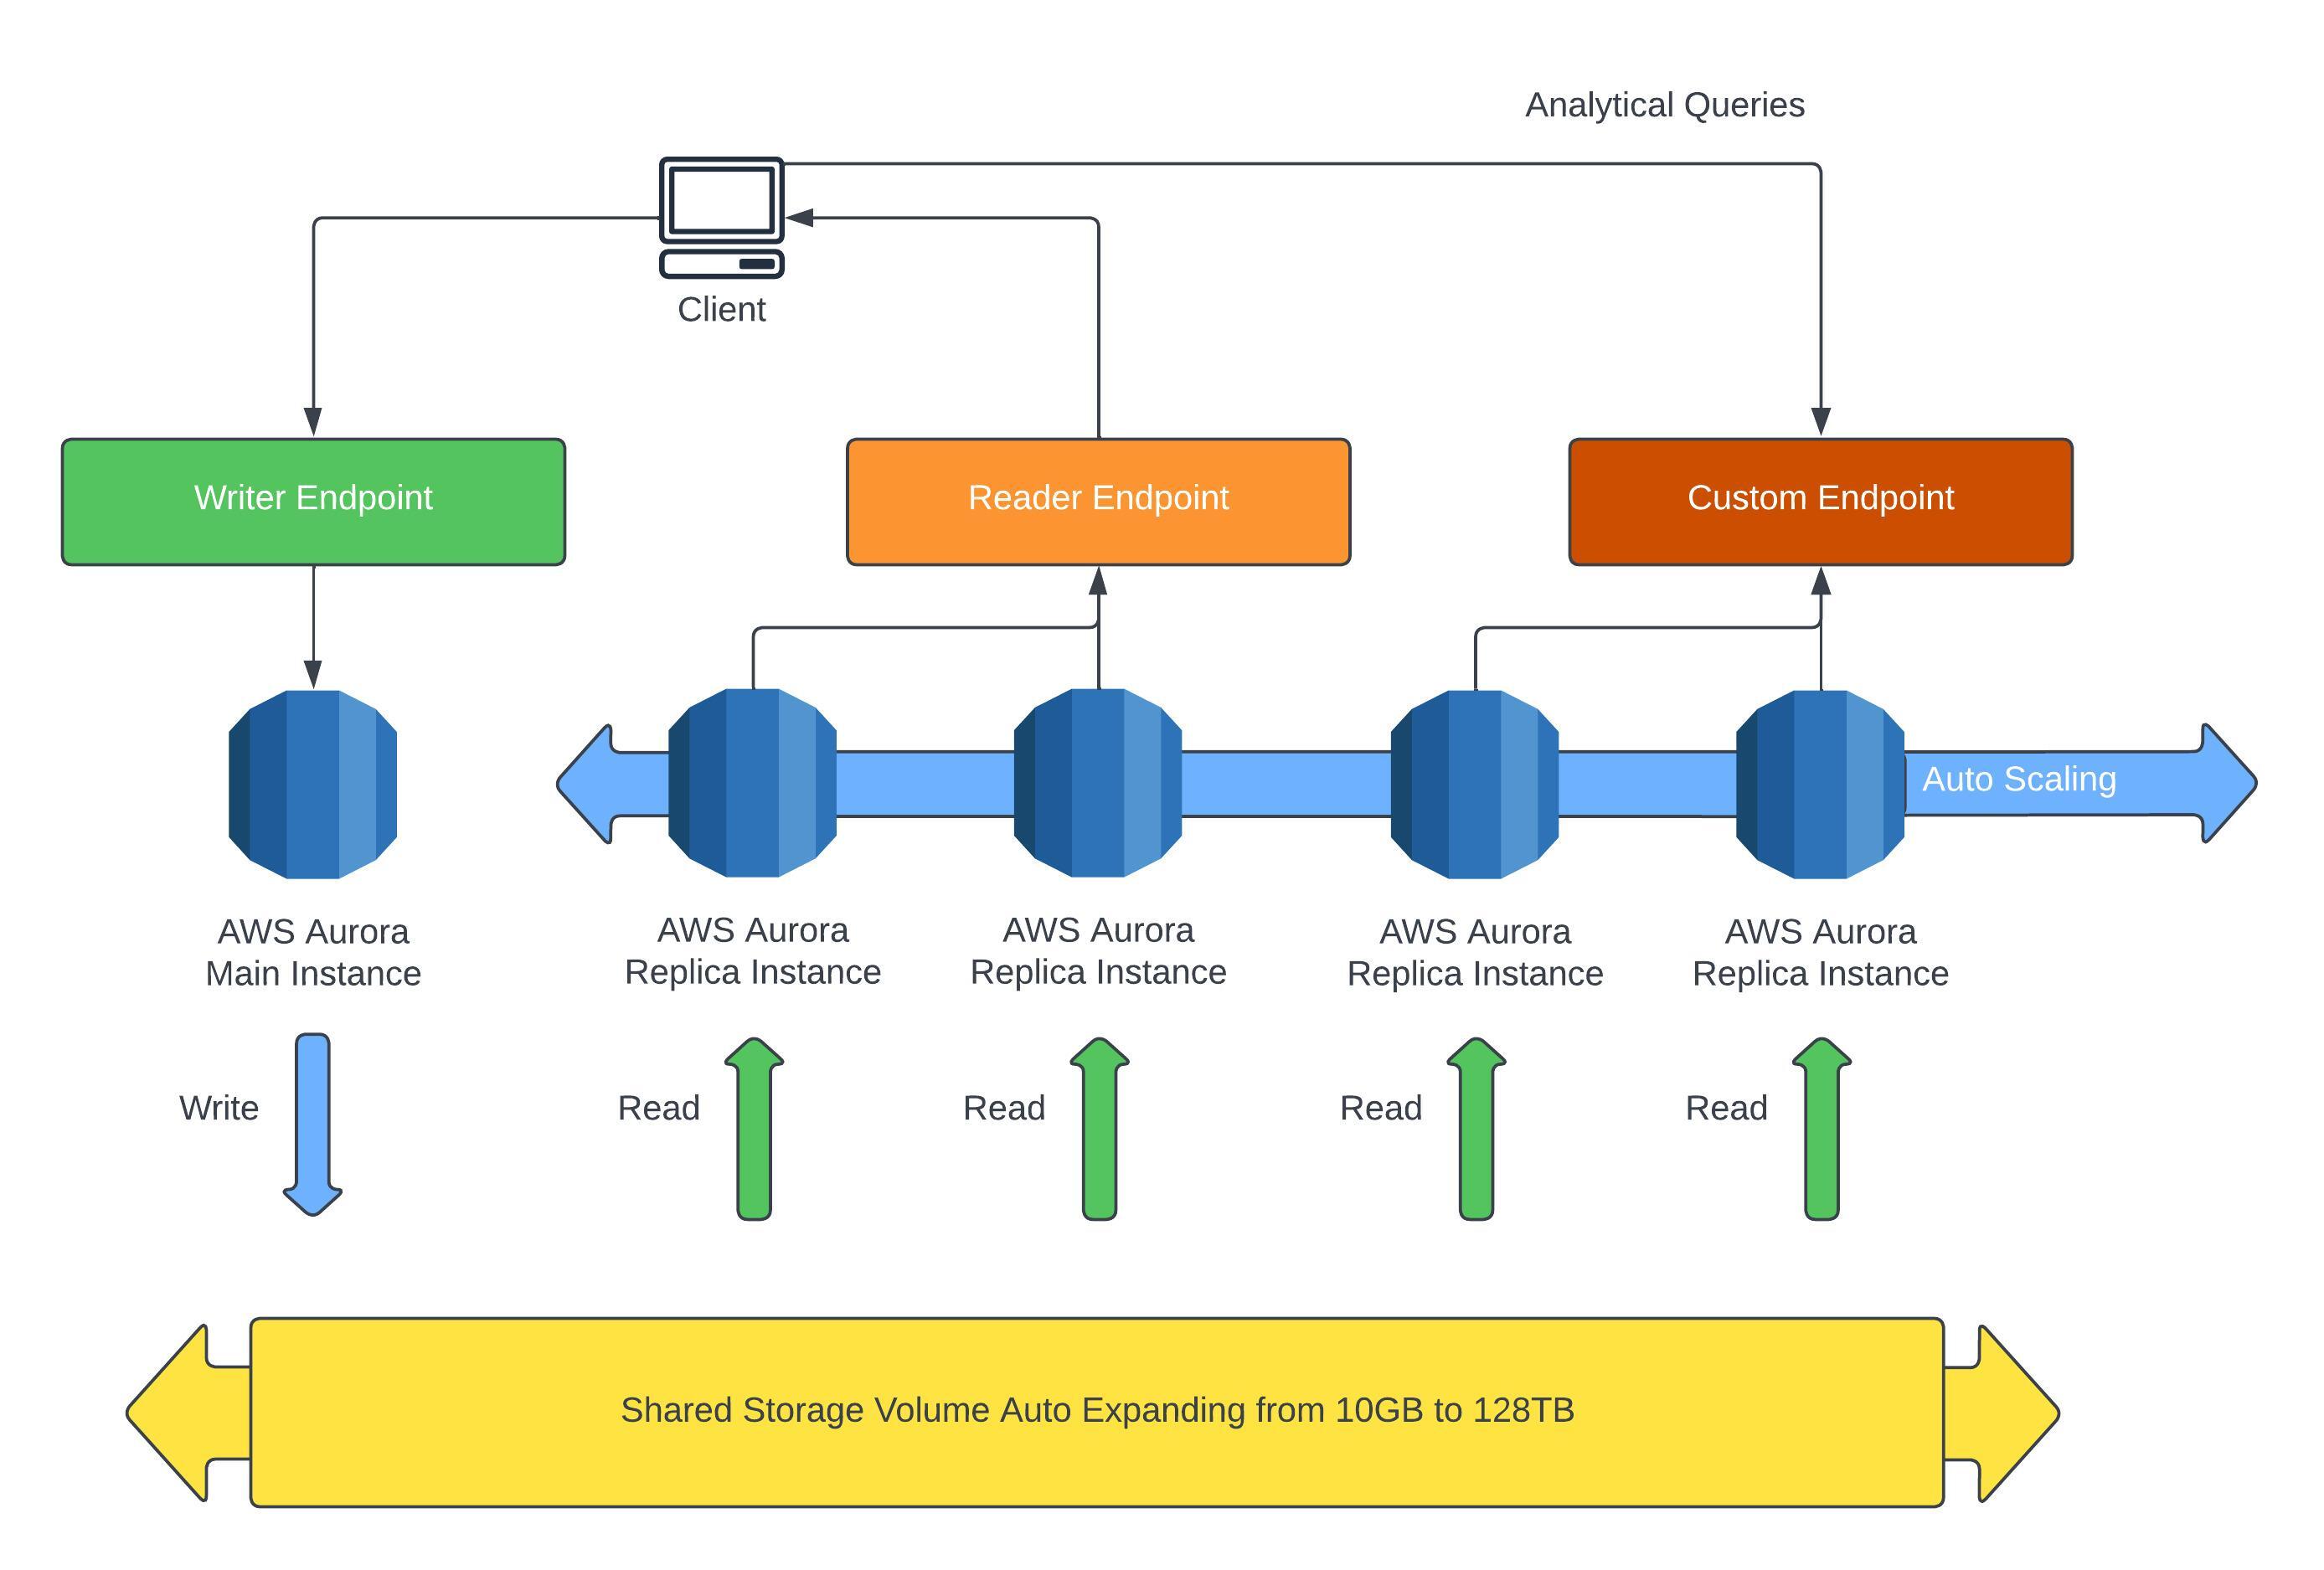 Analytical Queries
Client
Writer Endpoint
Reader Endpoint
Custom Endpoint
Auto Scaling
AWS Aurora
Main Instance
AWS Aurora
Replica Instance
AWS Aurora
Replica Instance
AWS Aurora
Replica Instance
AWS Aurora
Replica Instance
Write
Read
Read
Read
Read
Shared Storage Volume Auto Expanding from 10GB to 128TB